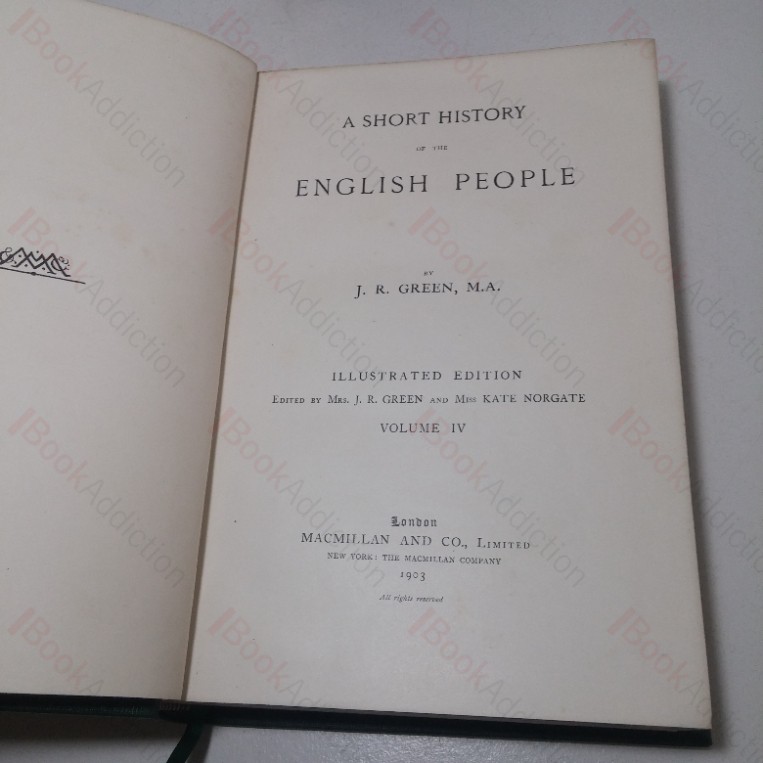 A SHORT HISTORY
OF THE
ENGLISH PEOPLE
BY
J. R. GREEN, M.A.
ILLUSTRATED EDITION
EDITED BY MRS. J. R. GREEN AND MISS KATE NORGATE
VOLUME IV
London
MACMILLAN AND CO., LIMITED
NEW YORK: THE MACMILLAN COMPANY
1903
All rights reserved
BookAddiction